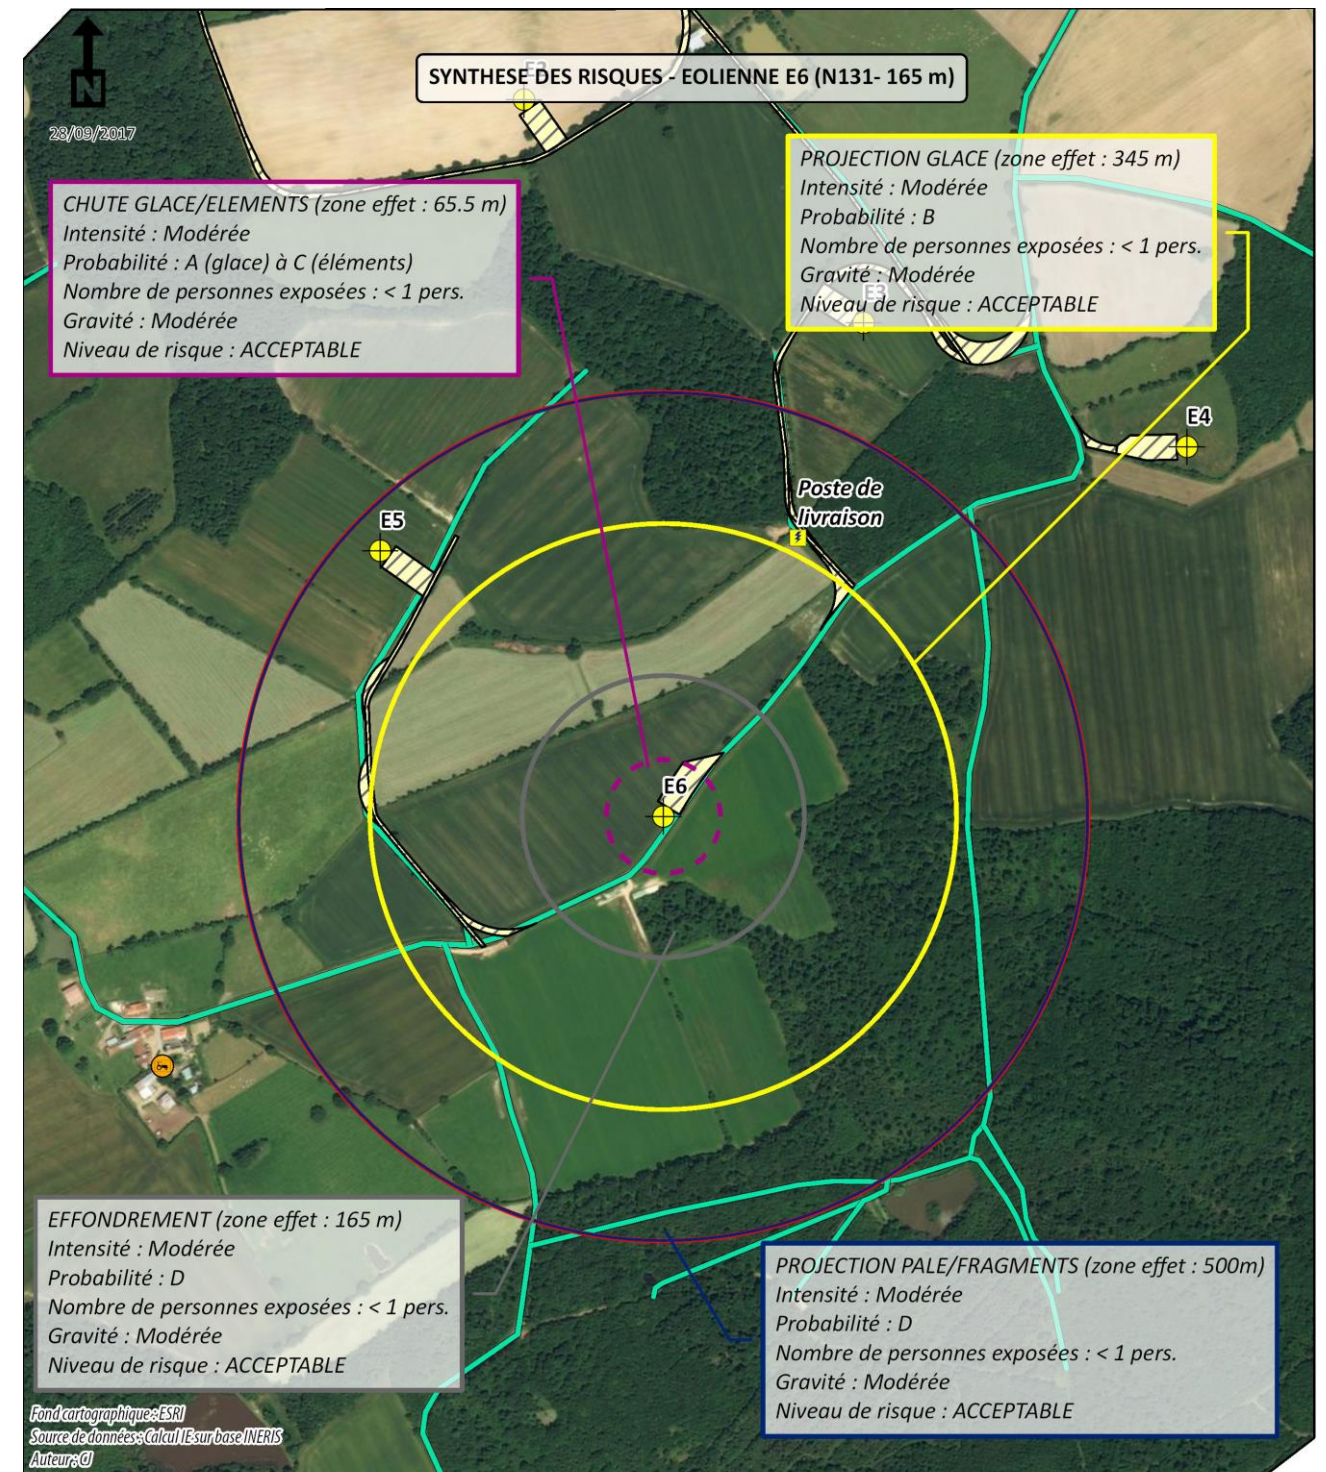 SYNTHESE DES RISQUES - EOLIENNE E6 (N131- 165 m)
N
28/09/2017
PROJECTION GLACE (zone effet : 345 m)
Intensité : Modérée
Probabilité : B
Nombre de personnes exposées : < 1 pers.
Gravité : Modérée
Niveau de risque : ACCEPTABLE
CHUTE GLACE/ELEMENTS (zone effet : 65.5 m)
Intensité : Modérée
Probabilité : A (glace) à C (éléments)
Nombre de personnes exposées : < 1 pers.
Gravité : Modérée
Niveau de risque : ACCEPTABLE
E3
E4
Poste de
livraison
E5
E6
EFFONDREMENT (zone effet : 165 m)
Intensité : Modérée
Probabilité : D
Nombre de personnes exposées : < 1 pers.
Gravité : Modérée
Niveau de risque : ACCEPTABLE
PROJECTION PALE/FRAGMENTS (zone effet : 500m)
Intensité : Modérée
Probabilité : D
Nombre de personnes exposées : < 1 pers.
Gravité : Modérée
Niveau de risque : ACCEPTABLE
Fond cartographique : ESRI
Source de données : Calcul IE sur base INERIS
Auteur : CJ